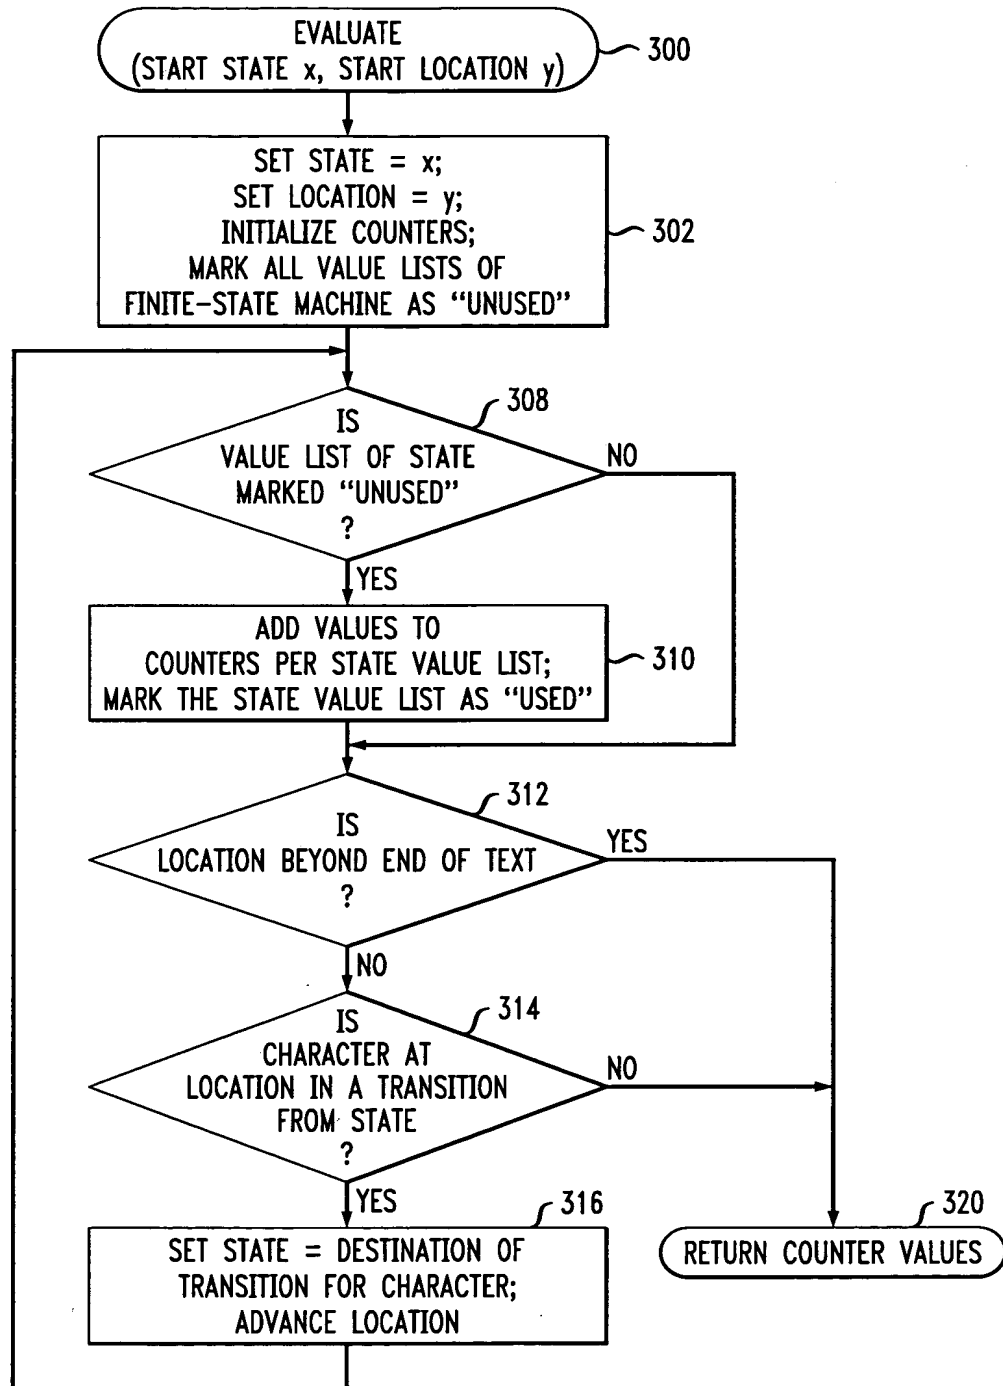 EVALUATE
(START STATE x, START LOCATION y)
300
SET STATE = x;
SET LOCATION = y;
INITIALIZE COUNTERS;
MARK ALL VALUE LISTS OF
FINITE-STATE MACHINE AS “UNUSED”
302
308
IS
VALUE LIST OF STATE
MARKED “UNUSED”
?
NO
YES
ADD VALUES TO
COUNTERS PER STATE VALUE LIST;
MARK THE STATE VALUE LIST AS “USED”
310
312
IS
LOCATION BEYOND END OF TEXT
?
YES
NO
314
IS
CHARACTER AT
LOCATION IN A TRANSITION
FROM STATE
?
NO
YES
316
SET STATE = DESTINATION OF
TRANSITION FOR CHARACTER;
ADVANCE LOCATION
320
RETURN COUNTER VALUES